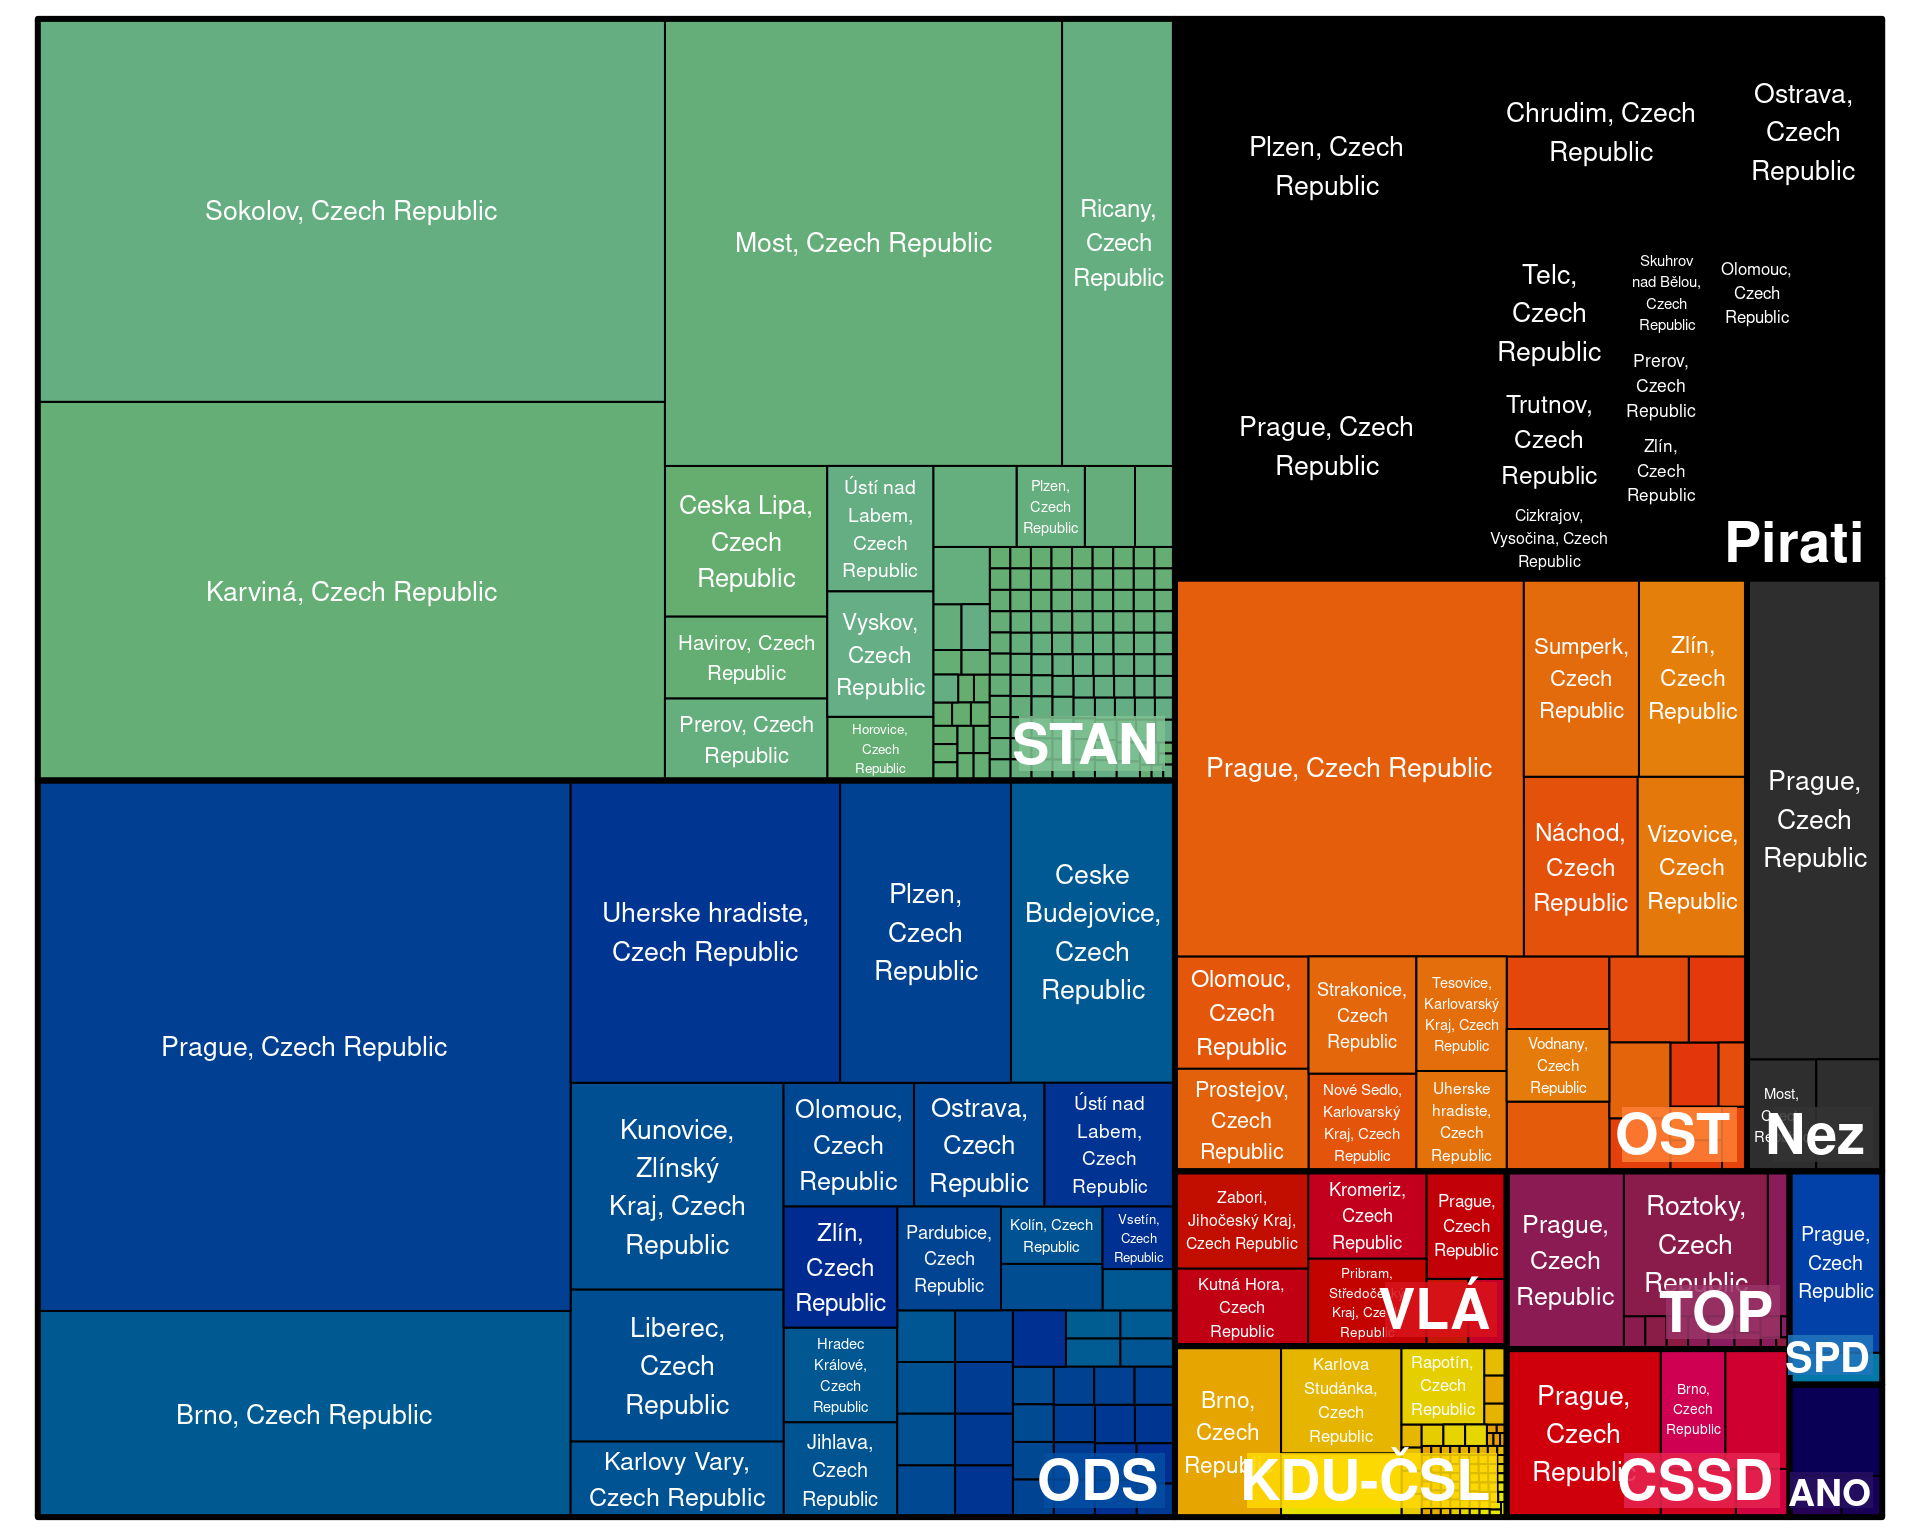 Sokolov, Czech Republic
Karviná, Czech Republic
Most, Czech Republic
Ricany,
Czech
Republic
Ceska Lipa,
Czech
Republic
Havirov, Czech
Republic
Prerov, Czech
Republic
Ústí nad
Labem,
Czech
Republic
Vyskov,
Czech
Republic
Horovice,
Czech
Republic
Plzen,
Czech
Republic
STAN
Plzen, Czech
Republic
Prague, Czech
Republic
Chrudim, Czech
Republic
Ostrava,
Czech
Republic
Telc,
Czech
Republic
Trutnov,
Czech
Republic
Cizkrajov,
Vysočina, Czech
Republic
Skuhrov
nad Bělou,
Czech
Republic
Prerov,
Czech
Republic
Zlín,
Czech
Republic
Olomouc,
Czech
Republic
Pirati
Prague, Czech Republic
Brno, Czech Republic
Uherske hradiste,
Czech Republic
Plzen,
Czech
Republic
Ceske
Budejovice,
Czech
Republic
Kunovice,
Zlínský
Kraj, Czech
Republic
Liberec,
Czech
Republic
Karlovy Vary,
Czech Republic
Olomouc,
Czech
Republic
Ostrava,
Czech
Republic
Ústí nad
Labem,
Czech
Republic
Zlín,
Czech
Republic
Hradec
Králové,
Czech
Republic
Jihlava,
Czech
Republic
Pardubice,
Czech
Republic
Kolín, Czech
Republic
Vsetín,
Czech
Republic
ODS
Prague, Czech Republic
Sumperk,
Czech
Republic
Zlín,
Czech
Republic
Náchod,
Czech
Republic
Vizovice,
Czech
Republic
Olomouc,
Czech
Republic
Prostejov,
Czech
Republic
Strakonice,
Czech
Republic
Nové Sedlo,
Karlovarský
Kraj, Czech
Republic
Tesovice,
Karlovarský
Kraj, Czech
Republic
Uherske
hradiste,
Czech
Republic
Vodnany,
Czech
Republic
OST
Prague,
Czech
Republic
Most,
Nez
Zabori,
Jihočeský Kraj,
Czech Republic
Kutná Hora,
Czech
Republic
Kromeriz,
Czech
Republic
Pribram,
Středočeský
Kraj, Czech
Republic
Prague,
Czech
Republic
VLÁ
Prague,
Czech
Republic
Roztoky,
Czech
Republic
TOP
Prague,
Czech
Republic
SPD
Brno,
Czech
Republic
Karlova
Studánka,
Czech
Republic
Rapotín,
Czech
Republic
KDU-ČSL
Prague,
Czech
Republic
Brno,
Czech
Republic
CSSD
ANO